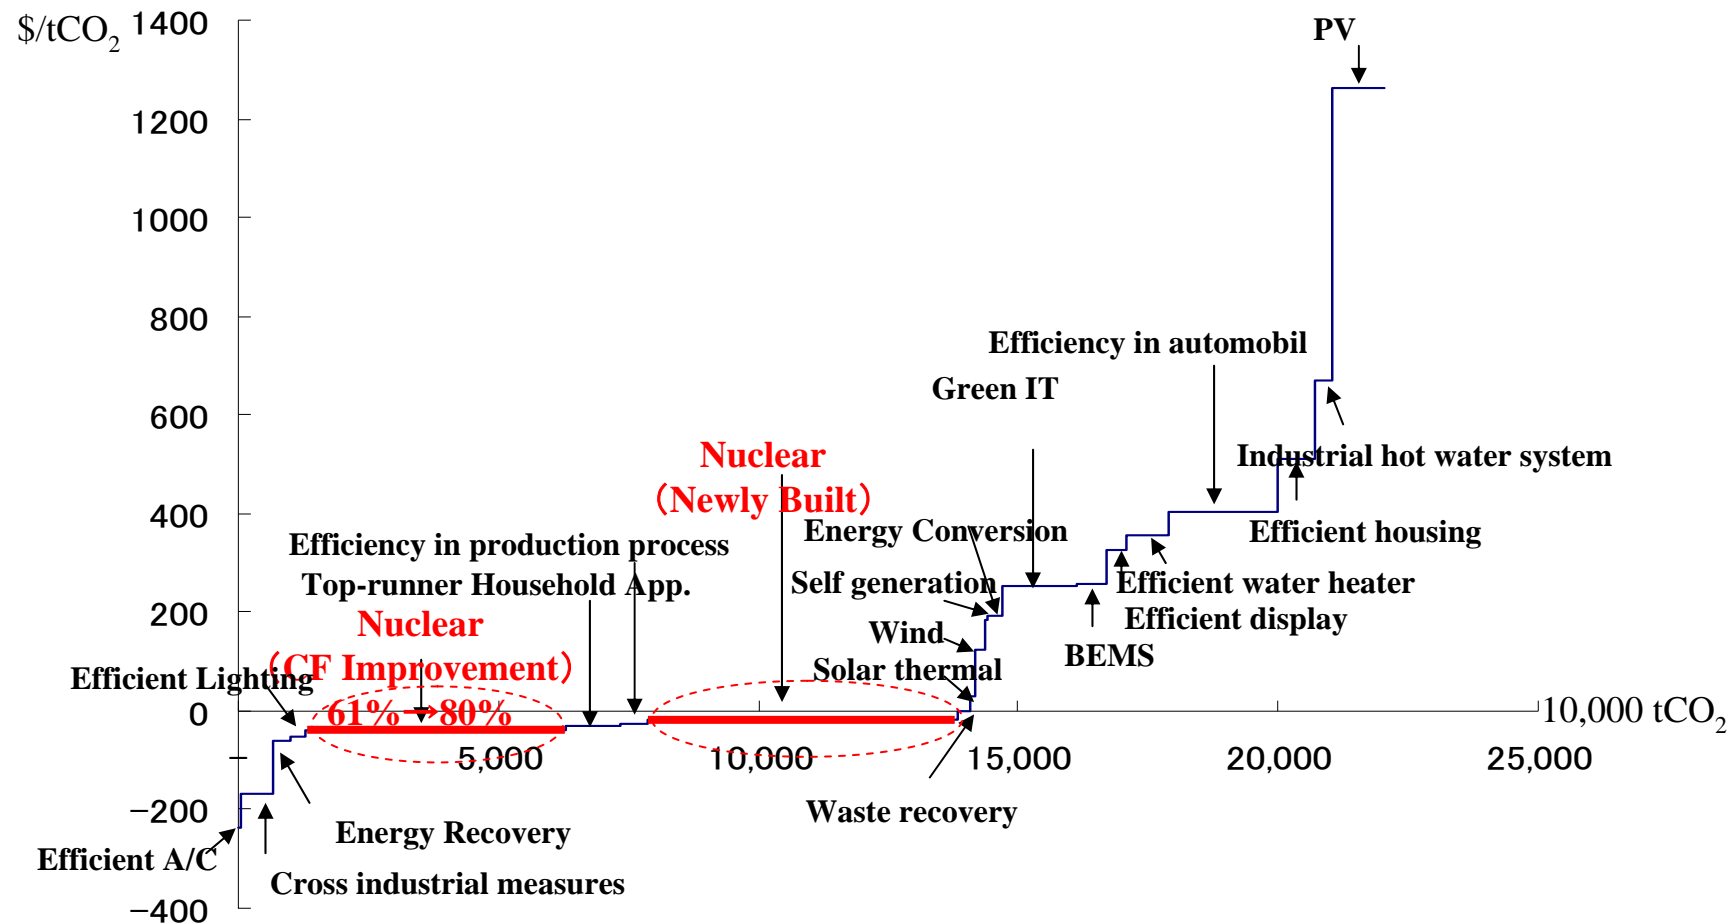 $/tCO2
1400
1200
1000
800
600
400
200
0
−
−200
−400
5,000
10,000
15,000
20,000
25,000
10,000 tCO2
PV
Efficiency in automobil
Green IT
Industrial hot water system
Nuclear
（Newly Built）
Energy Conversion
Efficient housing
Efficiency in production process
Top-runner Household App.
Self generation
Efficient water heater
Efficient display
Nuclear
（CF Improvement）
61%→80%
Wind
BEMS
Solar thermal
Efficient Lighting
Waste recovery
Energy Recovery
Efficient A/C
Cross industrial measures